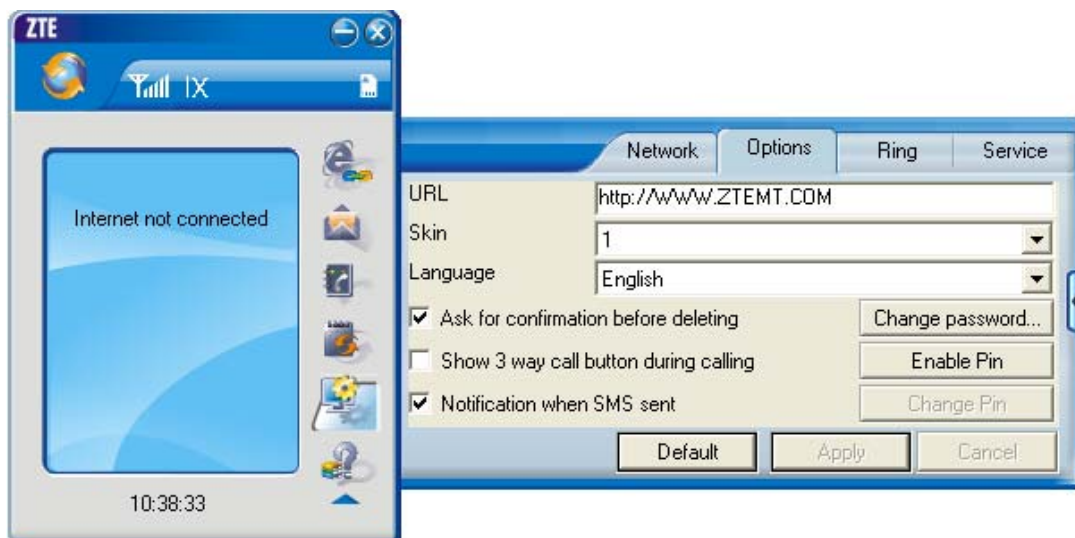 ZTE
IX
Internet not connected
10:38:33
Network Options Ring Service
URL http://WWW.ZTEMT.COM
Skin 1
Language English
Ask for confirmation before deleting Change password...
Show 3 way call button during calling Enable Pin
Notification when SMS sent Change Pin
Default Apply Cancel